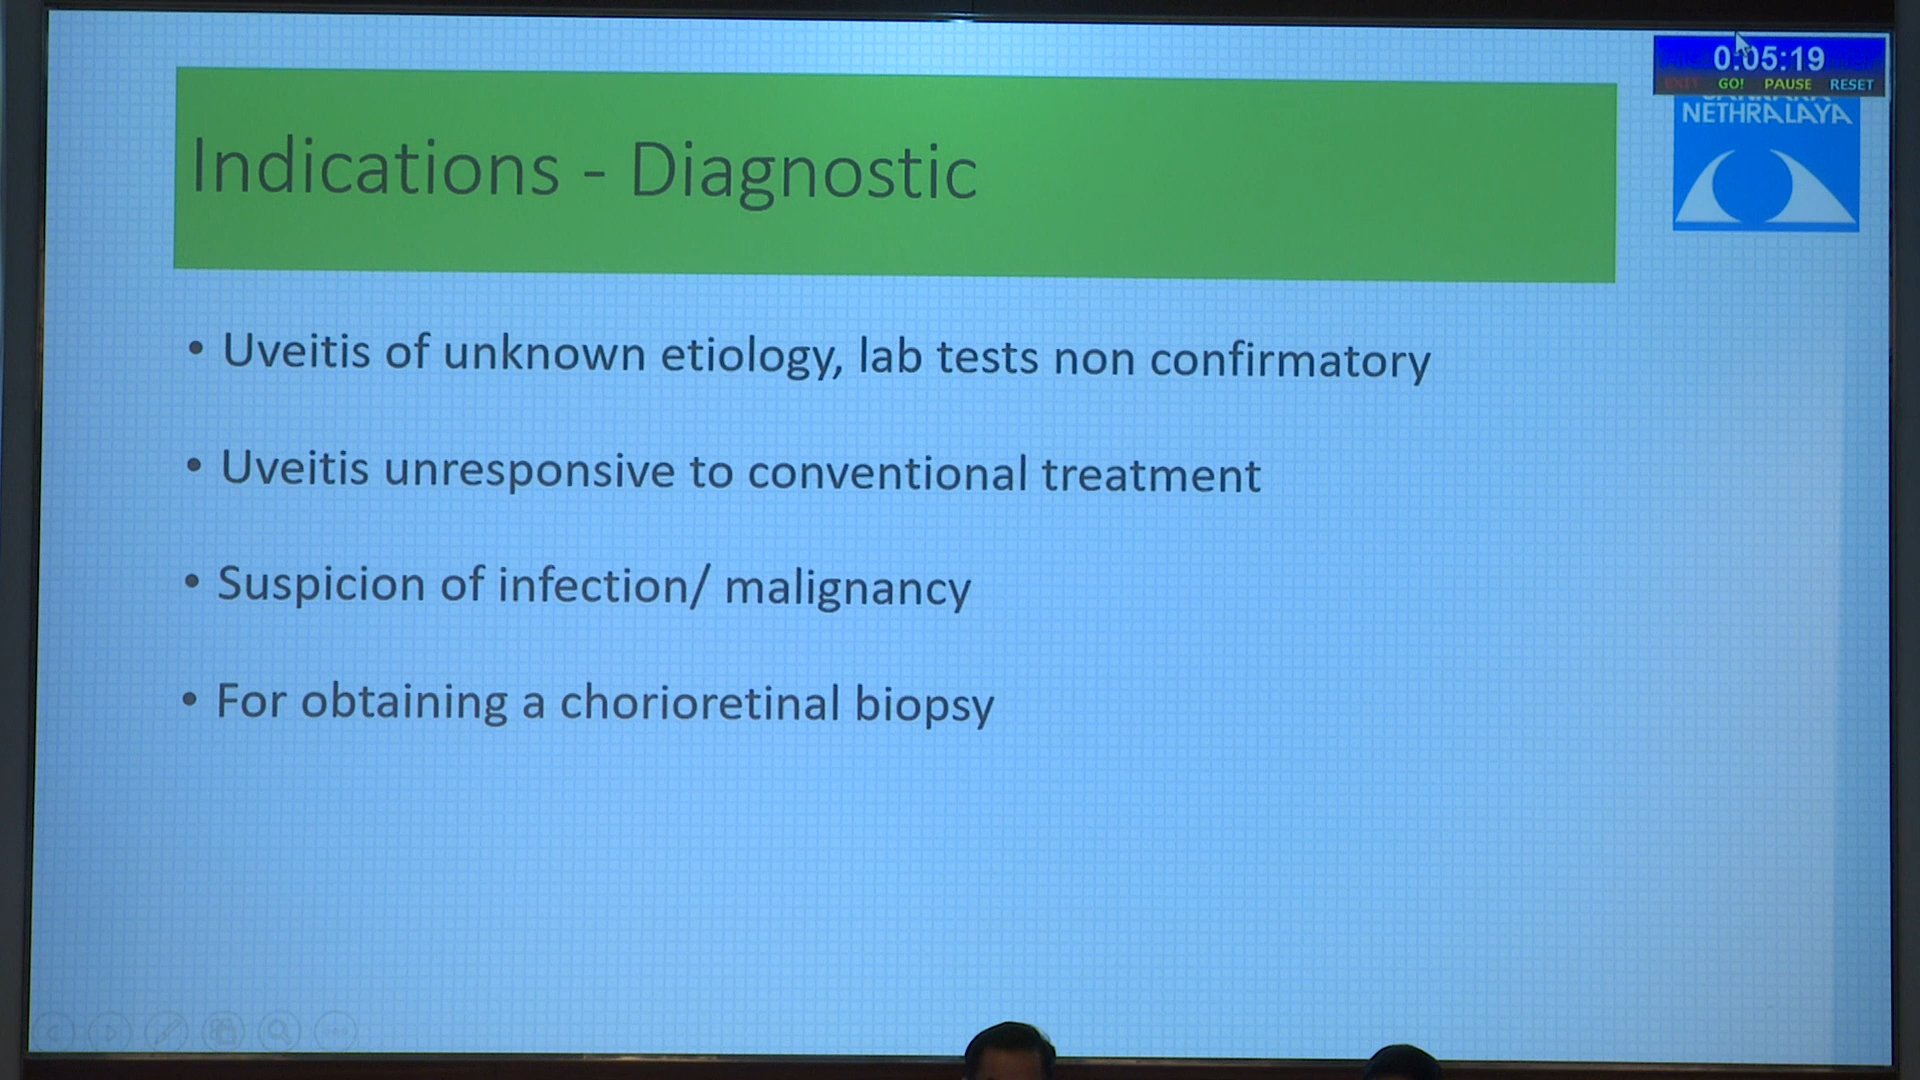 0:05:19
EXIT GO! PAUSE RESET
NETHRALAYA
Indications - Diagnostic
• Uveitis of unknown etiology, lab tests non confirmatory
• Uveitis unresponsive to conventional treatment
• Suspicion of infection/ malignancy
• For obtaining a chorioretinal biopsy